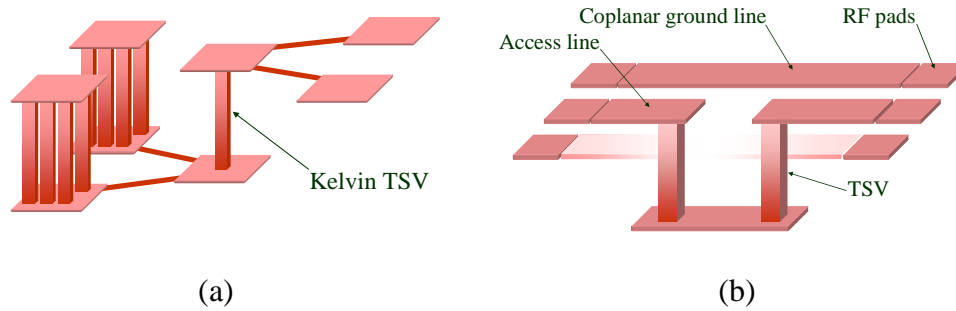 Kelvin TSV
(a)
Coplanar ground line
RF pads
Access line
TSV
(b)